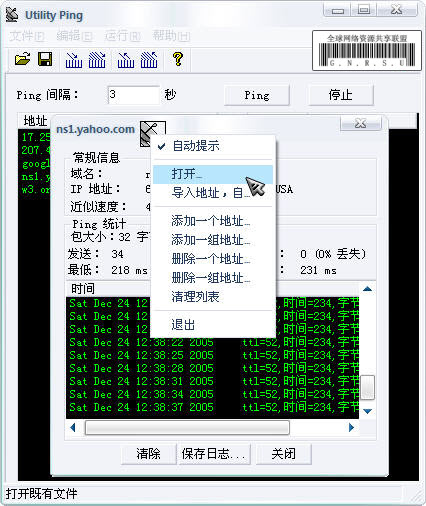 Utility Ping
文件(F) 编辑(E) 运行(R) 帮助(H)
全球网络资源共享联盟
G. N. R. S. U
Ping 间隔： 3 秒 Ping 停止
地址
17.25
207.4
googl
ns1.y
w3.or
ns1.yahoo.com
常规信息
域名：
IP 地址： USA
近似速度：
Ping 统计
包大小：32 字
发送： 34 0 (0% 丢失)
最低： 218 ms 231 ms
时间
Sat Dec 24 12 ttl=52,时间=234,字节
Sat Dec 24 12 ttl=52,时间=234,字节
Sat Dec 24 12 ttl=52,时间=234,字节
Sat Dec 24 12:38:22 2005 ttl=52,时间=234,字节
Sat Dec 24 12:38:25 2005 ttl=52,时间=234,字节
Sat Dec 24 12:38:28 2005 ttl=52,时间=234,字节
Sat Dec 24 12:38:31 2005 ttl=52,时间=234,字节
Sat Dec 24 12:38:34 2005 ttl=52,时间=234,字节
Sat Dec 24 12:38:37 2005 ttl=52,时间=234,字节
清除 保存日志... 关闭
自动提示
打开...
导入地址，自...
添加一个地址...
添加一组地址...
删除一个地址...
删除一组地址...
清理列表
退出
打开既有文件